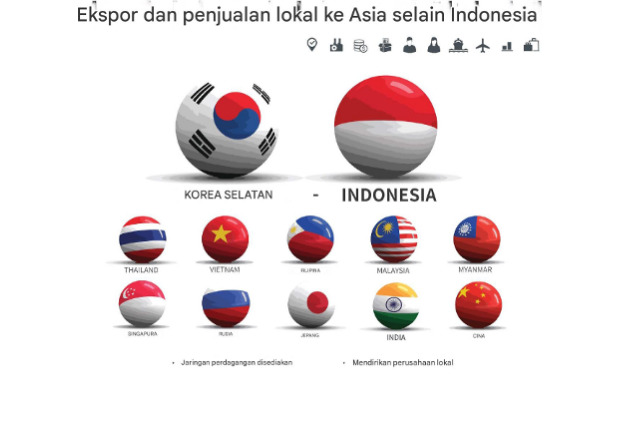 Ekspor dan penjualan lokal ke Asia selain Indonesia
KOREA SELATAN - INDONESIA
THAILAND VIETNAM FILIPINA MALAYSIA MYANMAR
SINGAPURA RUSIA JEPANG INDIA CINA
• Jaringan perdagangan disediakan • Mendirikan perusahaan lokal